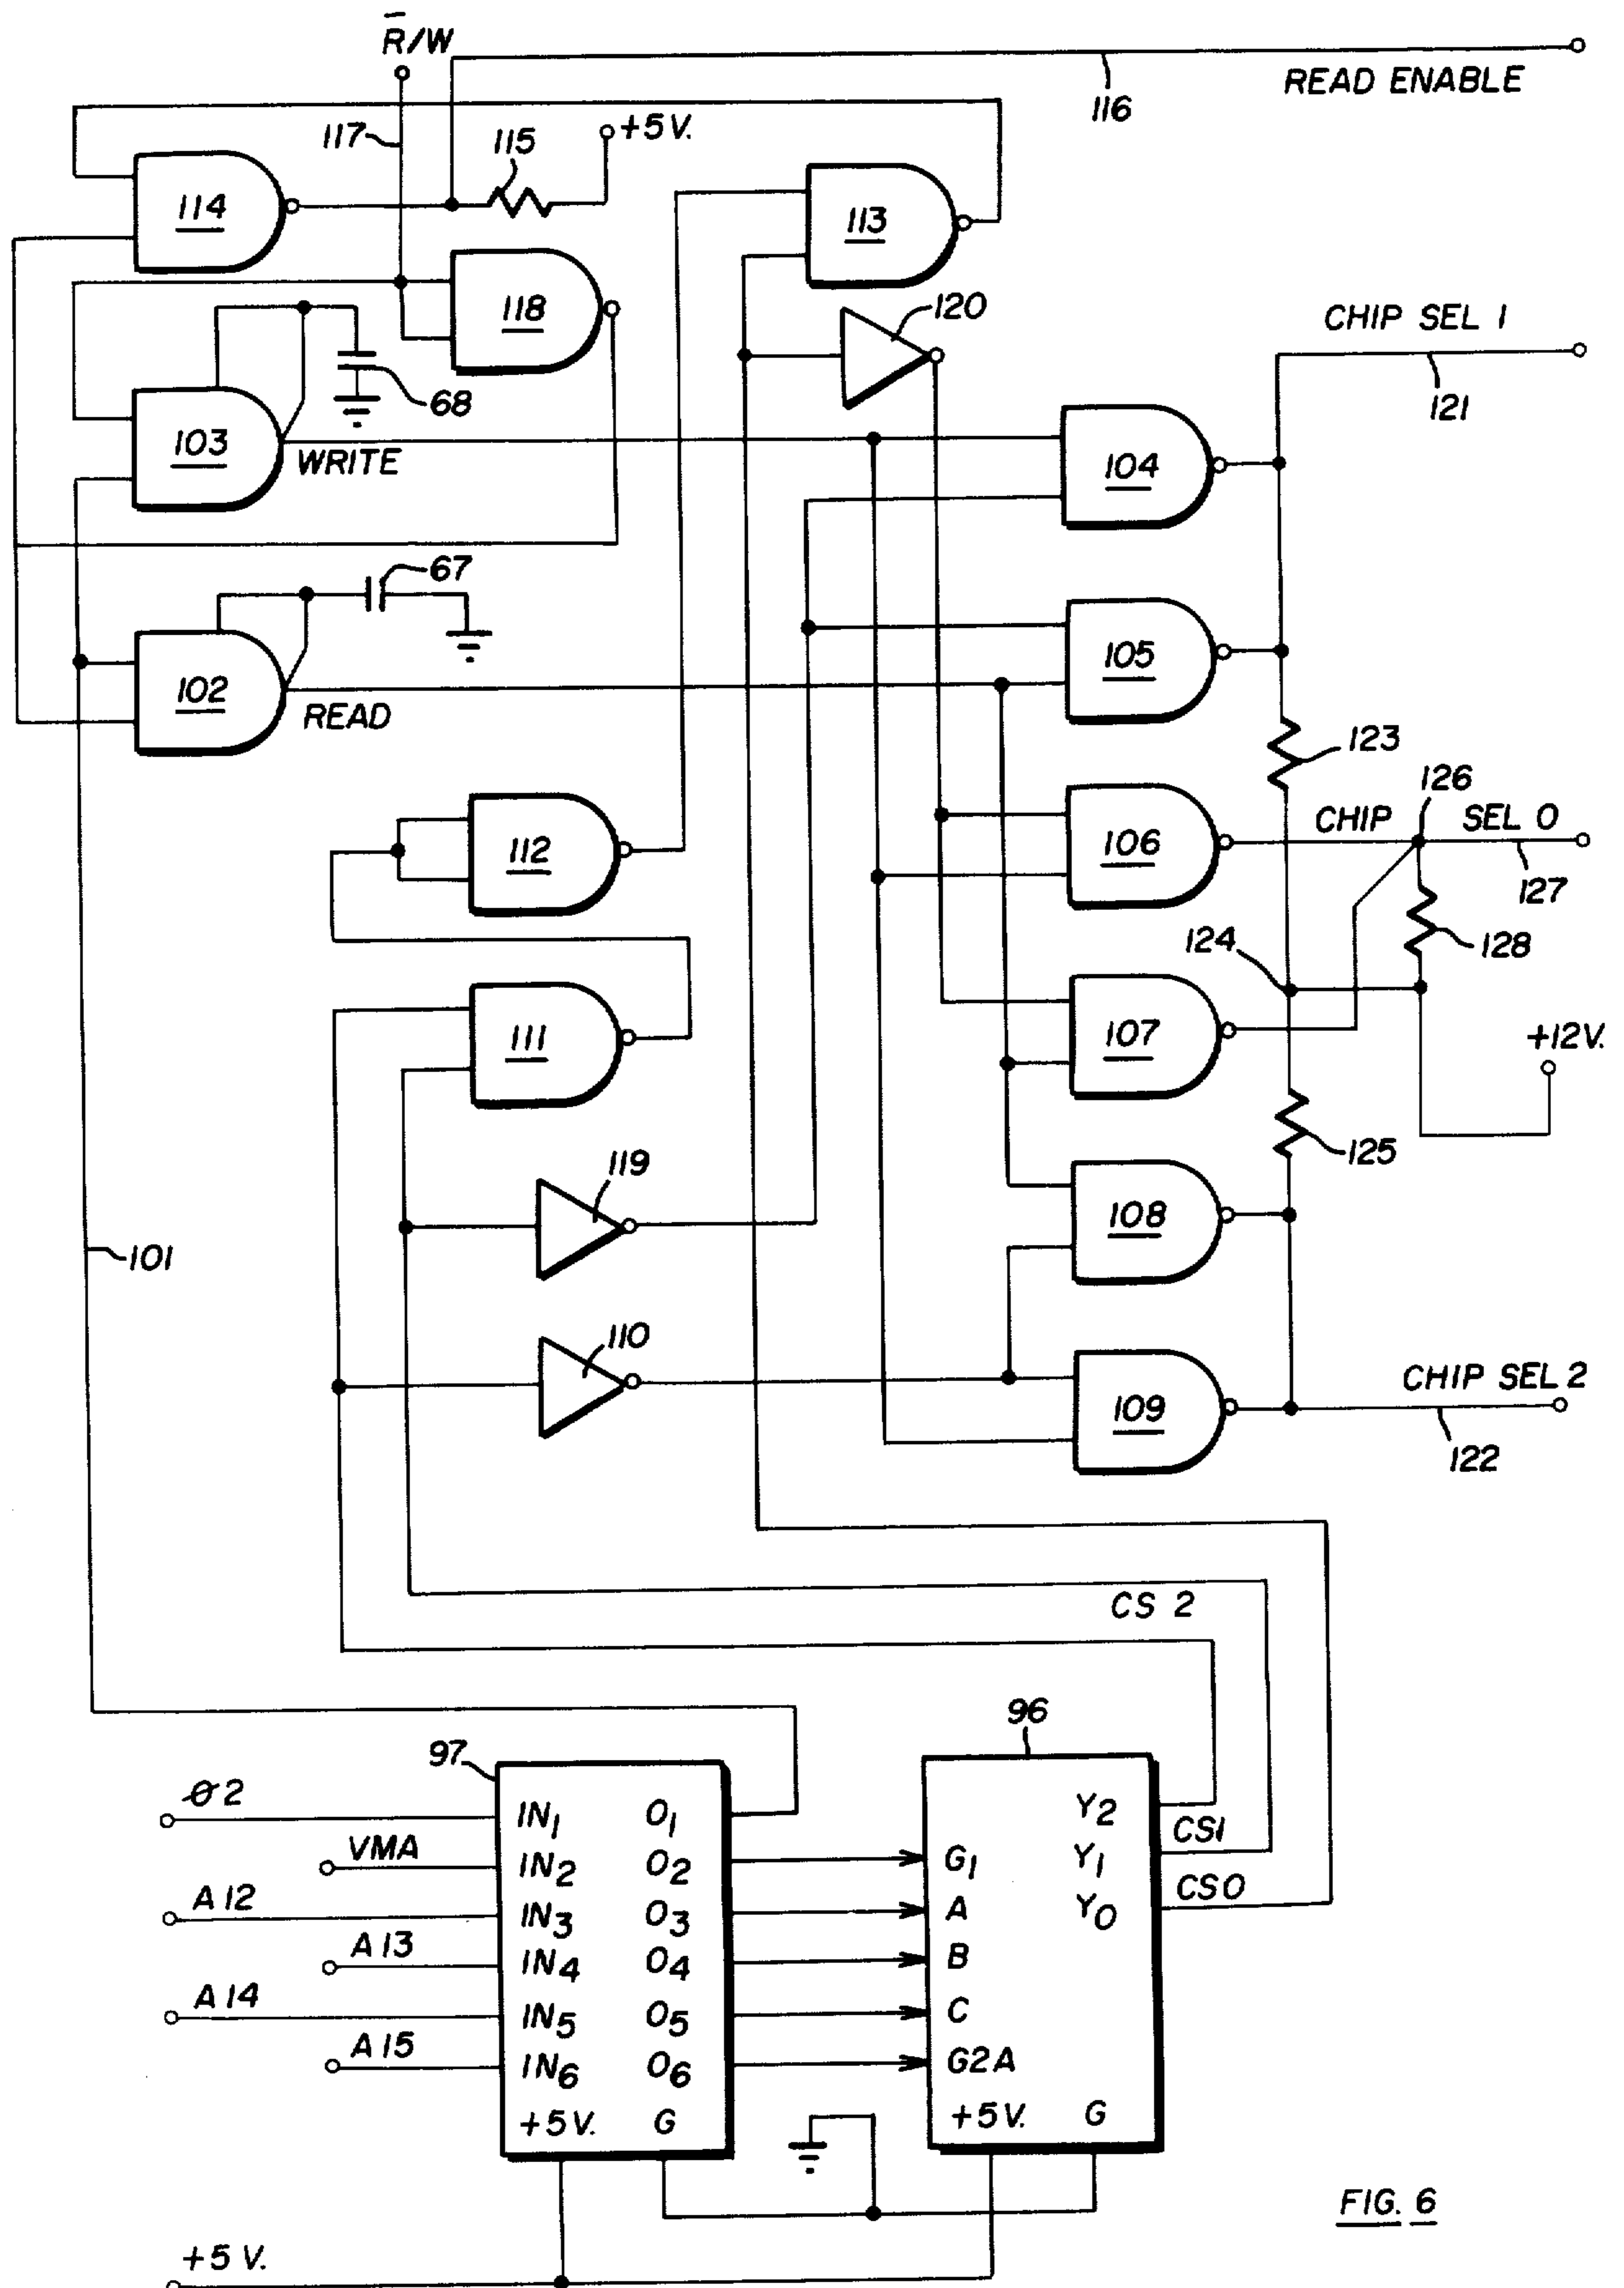 R̅/W
READ ENABLE
116
117
115
+5V.
114
113
118
120
CHIP SEL 1
121
68
103
WRITE
104
67
105
102
READ
123
126
112
106
CHIP SEL 0
127
124
128
111
107
+12V.
119
125
108
101
110
109
CHIP SEL 2
122
CS 2
96
97
Ø2
IN1 O1
Y2
CS1
VMA
IN2 O2
G1 Y1
CS0
A12
IN3 O3
A Y0
A13
IN4 O4
B
A14
IN5 O5
C
A15
IN6 O6
G2A
+5V. G
+5V. G
FIG. 6
+5V.